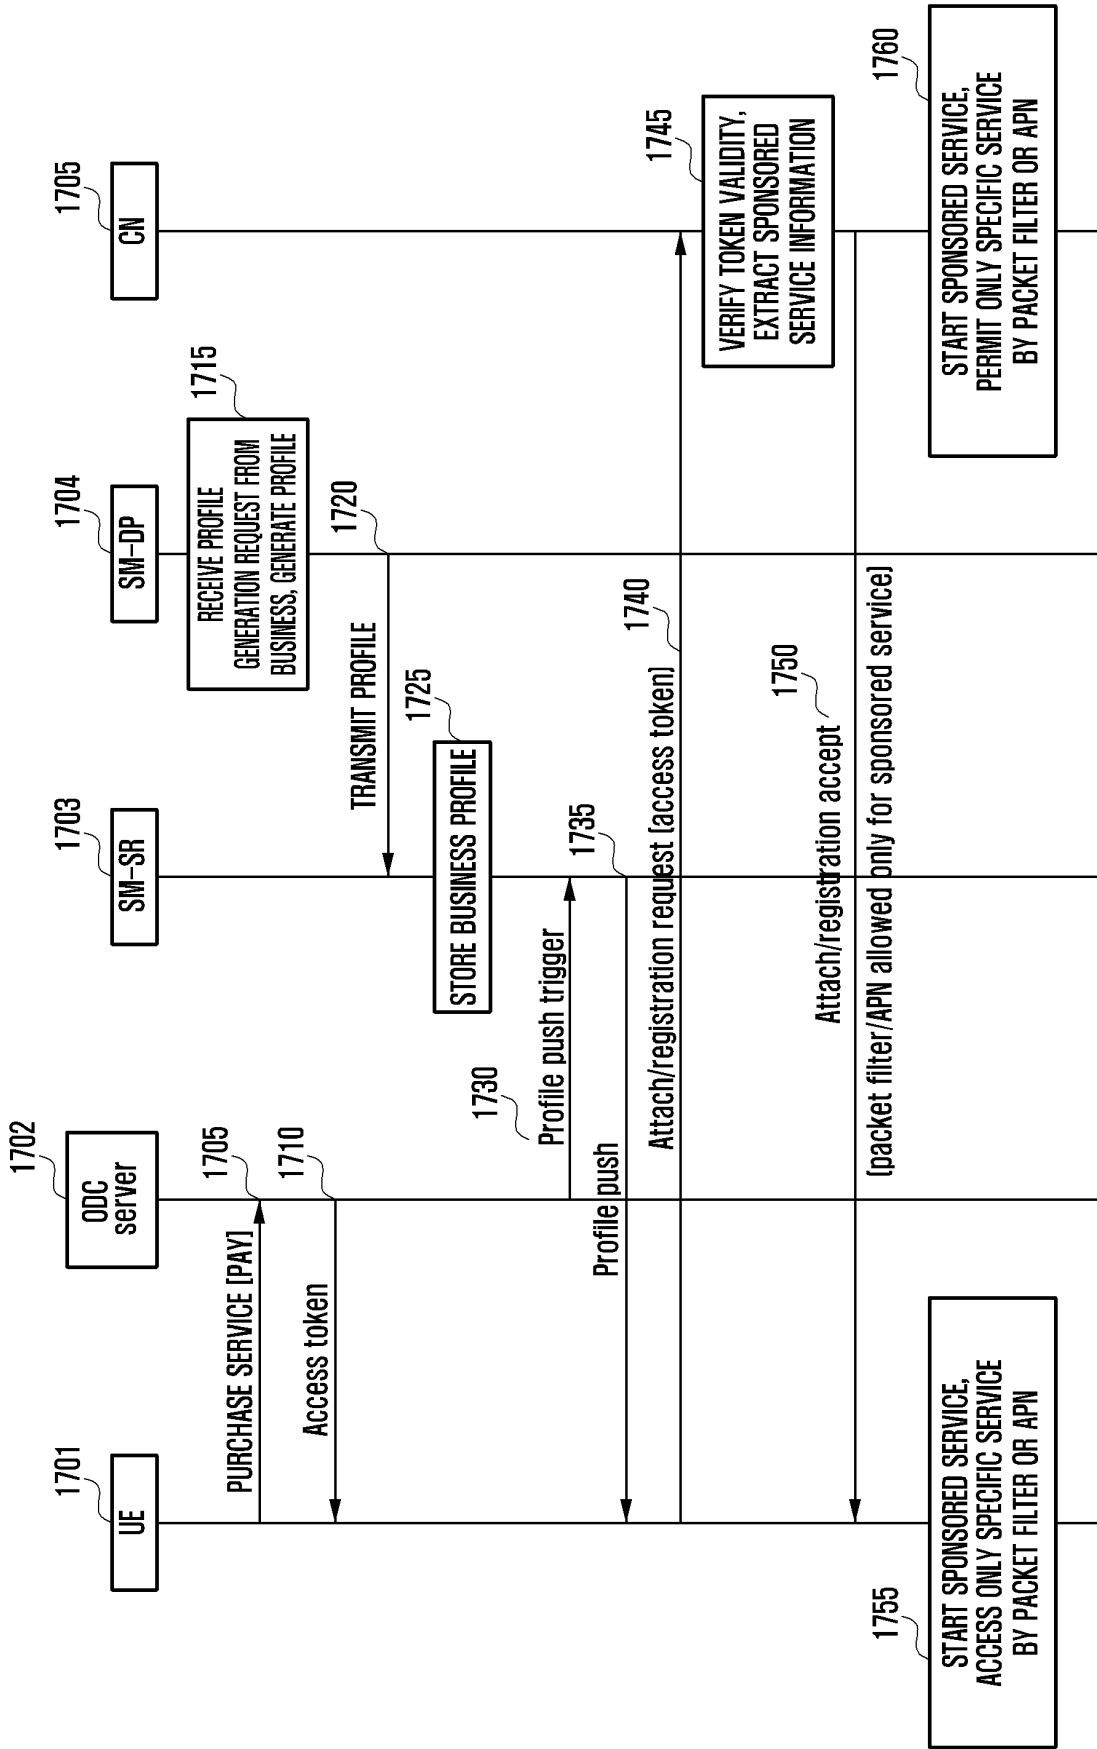 1701
UE
1702
ODC
server
1703
SM-SR
1704
SM-DP
1705
CN
PURCHASE SERVICE [PAY]
1705
Access token
1710
1715
RECEIVE PROFILE
GENERATION REQUEST FROM
BUSINESS, GENERATE PROFILE
TRANSMIT PROFILE
1720
1725
STORE BUSINESS PROFILE
1730
Profile push trigger
Profile push
1735
Attach/registration request (access token)
1740
1745
VERIFY TOKEN VALIDITY,
EXTRACT SPONSORED
SERVICE INFORMATION
Attach/registration accept
1750
(packet filter/APN allowed only for sponsored service)
1755
START SPONSORED SERVICE,
ACCESS ONLY SPECIFIC SERVICE
BY PACKET FILTER OR APN
1760
START SPONSORED SERVICE,
PERMIT ONLY SPECIFIC SERVICE
BY PACKET FILTER OR APN